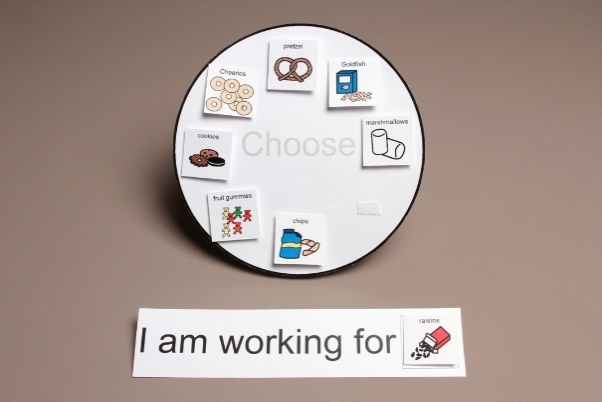 pretzel
Goldfish
Cheerios
marshmallows
Choose
cookies
fruit gummies
chips
I am working for
raisins